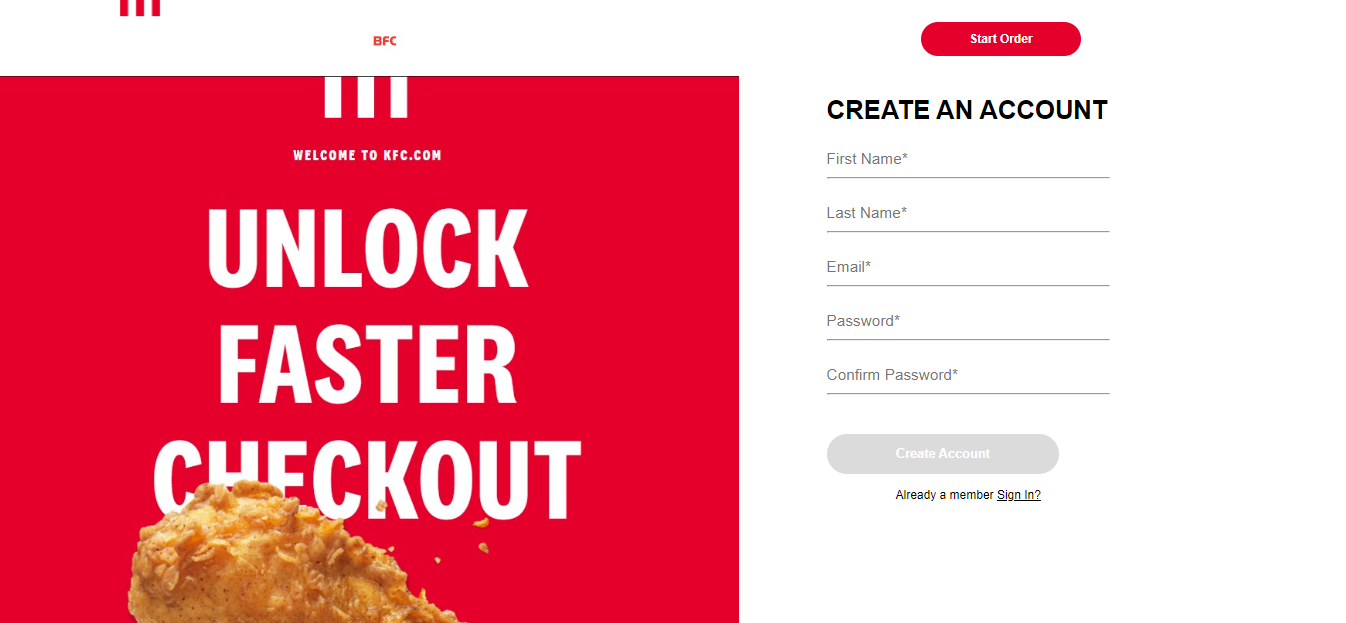 BFC
Start Order
WELCOME TO KFC.COM
UNLOCK
FASTER
CHECKOUT
CREATE AN ACCOUNT
First Name*
Last Name*
Email*
Password*
Confirm Password*
Create Account
Already a member Sign In?